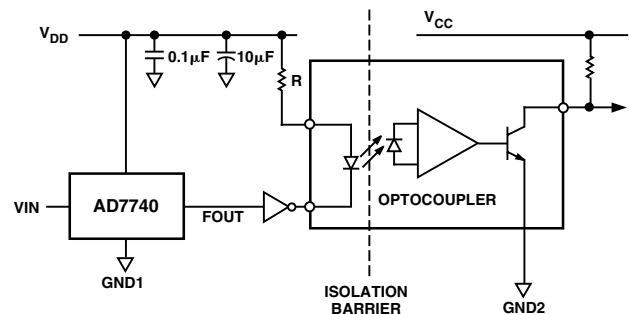 VDD
VCC
0.1µF
10µF
R
OPTOCOUPLER
VIN
AD7740
FOUT
GND1
ISOLATION
BARRIER
GND2